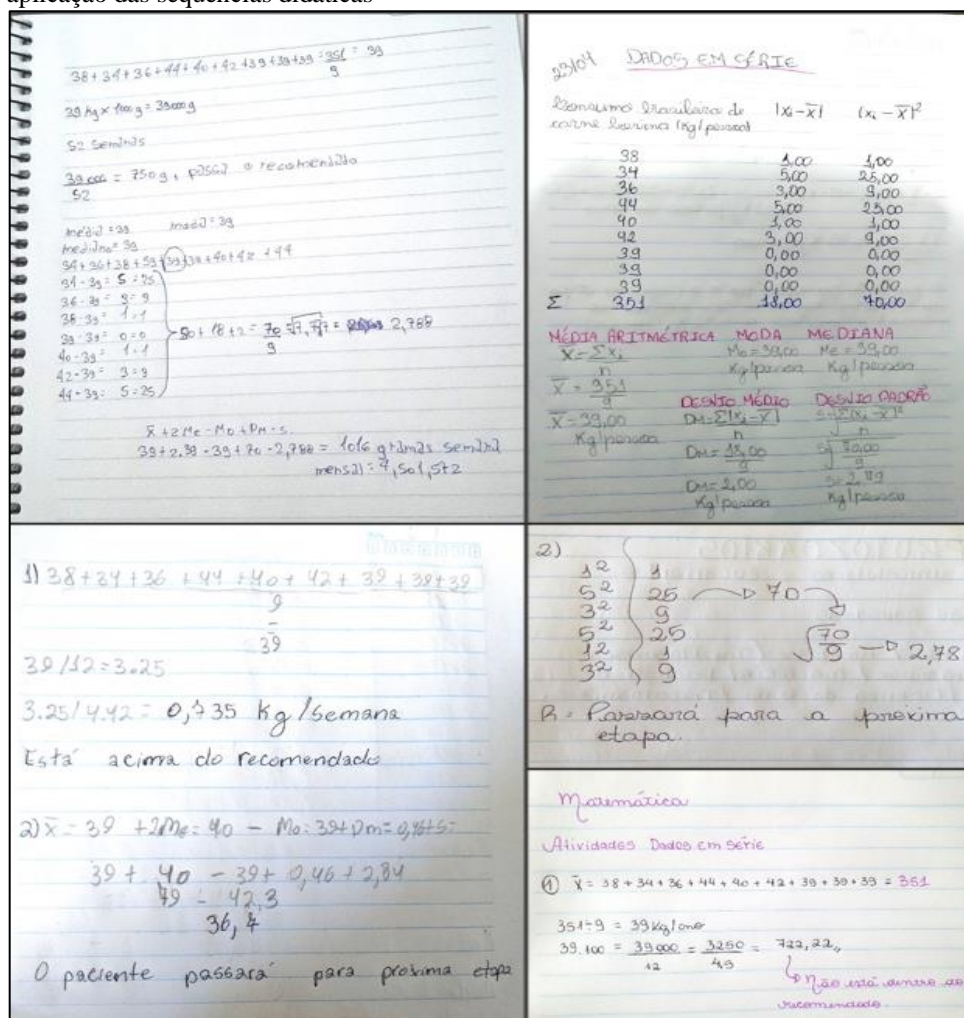 aplicação das sequências didáticas
38+34+36+44+40+42+39+39+39 = 351 = 39
9
39 kg x 1000 g = 39000 g
52 semanas
39 000 = 750g, passa o recomendado
52
média = 39 moda = 39
mediana = 39
34+36+38+39+39+39+40+42+44
34-39 = 5 = 25
36-39 = 3 = 9
38-39 = 1 = 1
39-39 = 0 = 0
40-39 = 1 = 1
42-39 = 3 = 9
44-39 = 5 = 25
50+18+2 = 70 = √7,77 = 2,788
9
x̄ + 2Me - Mo + DM - s
39+2.39-39+70-2,788 = 1016 gramas semana
23/04 DADOS EM SÉRIE
Consumo brasileiro de |xi-x̄| (xi-x̄)²
carne bovina (kg/pessoa)
38 1,00 1,00
34 5,00 25,00
36 3,00 9,00
44 5,00 25,00
40 1,00 1,00
42 3,00 9,00
39 0,00 0,00
39 0,00 0,00
39 0,00 0,00
Σ 351 18,00 70,00
MÉDIA ARITMÉTRICA MODA MEDIANA
x̄ = Σxi Mo = 39,00 Me = 39,00
n Kg/pessoa Kg/pessoa
x̄ = 351
9 DESVIO MÉDIO DESVIO PADRÃO
x̄ = 39,00 DM = Σ|xi-x̄| s = √Σ(xi-x̄)²
Kg/pessoa n n
DM = 18,00 s = √70,00
9 9
DM = 2,00 s = 2,79
Kg/pessoa Kg/pessoa
1) 38+34+36+44+40+42+39+39+39
9
=
39
39/12 = 3.25
3.25/4.42 = 0,735 kg/semana
Está acima do recomendado
2) x̄ = 39 + 2Me = 40 - Mo = 39 + Dm = 0,46 + S =
39 + 40 - 39 + 0,46 + 2,84
79 - 42,3
36,7
O paciente passará para proxima etapa
2)
1² 1
5² 25 → 70
3² 9
5² 25 √70/9 → 2,78
1² 1
3² 9
R = Passará para a proxima
etapa.
Matemática
Atividades Dados em série
1 x̄ = 38+34+36+44+40+42+39+39+39 = 351
351÷9 = 39 kg/ano
39.100 = 39000 = 3250 = 722,22
12 4,5
Não está dentro do
recomendado.